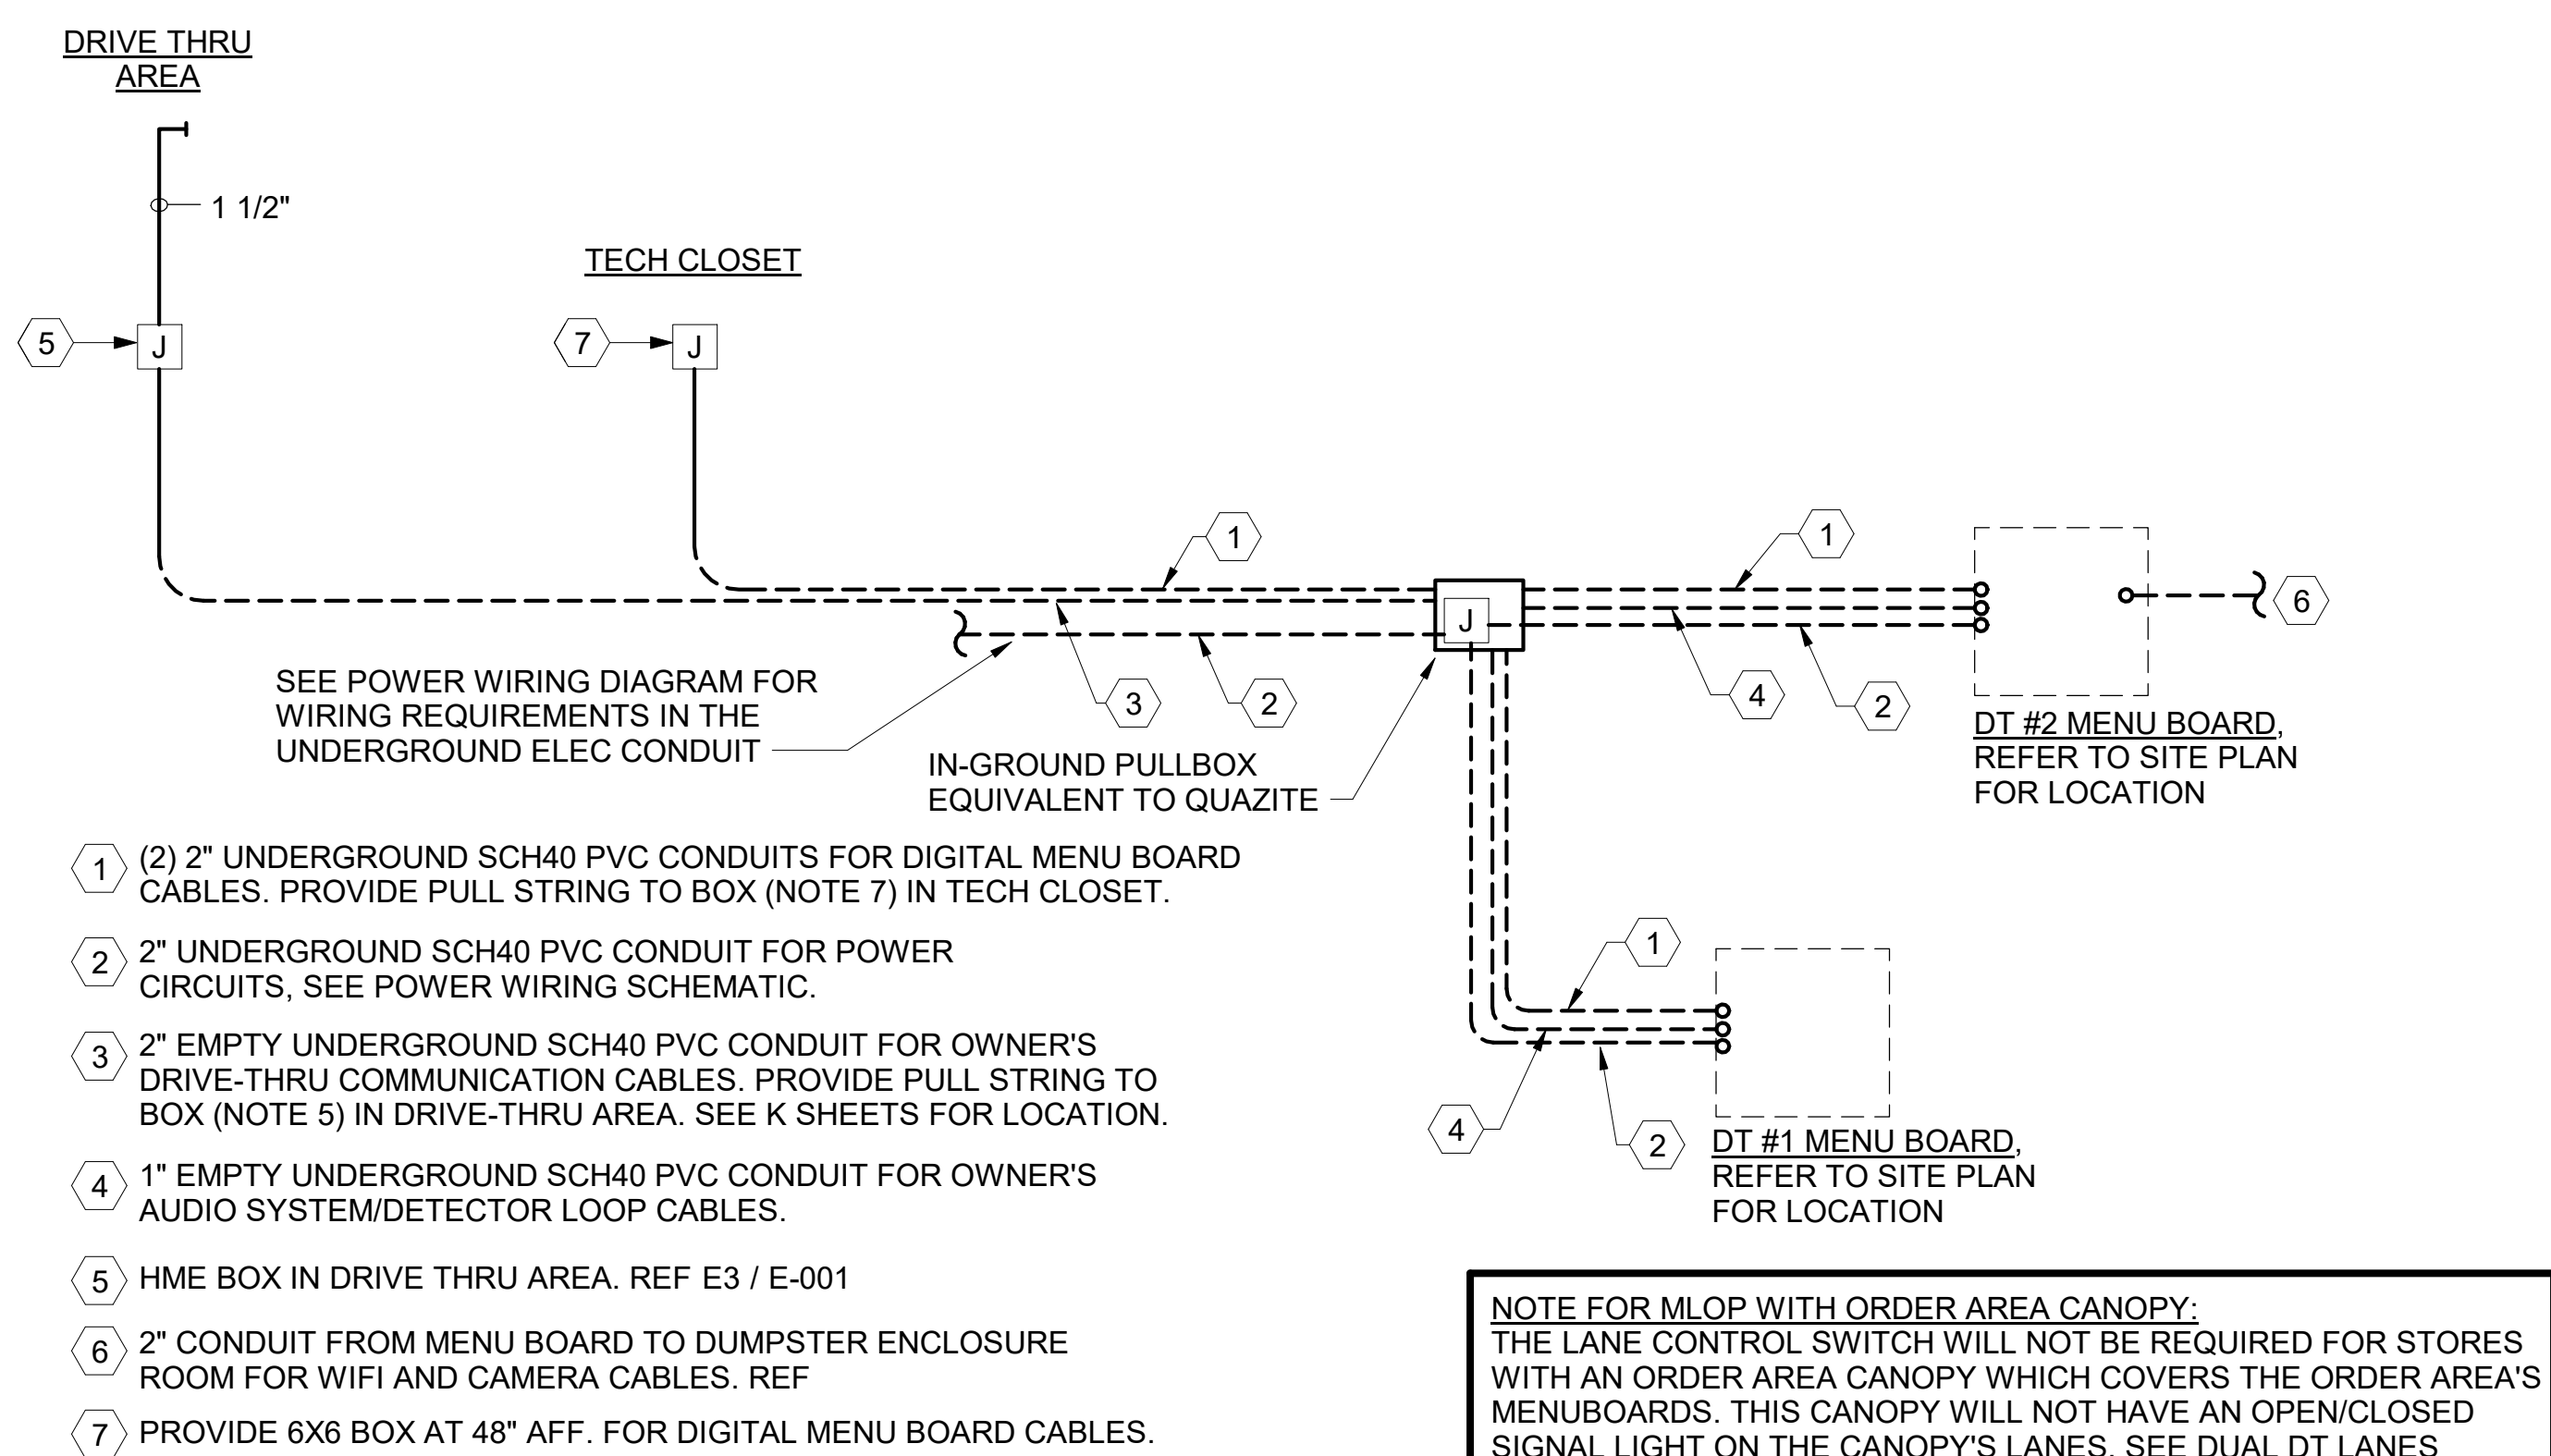 DRIVE THRU
AREA
1 1/2"
TECH CLOSET
5
J
7
J
1
1
6
J
SEE POWER WIRING DIAGRAM FOR
WIRING REQUIREMENTS IN THE
UNDERGROUND ELEC CONDUIT
3
2
4
2
IN-GROUND PULLBOX
EQUIVALENT TO QUAZITE
DT #2 MENU BOARD,
REFER TO SITE PLAN
FOR LOCATION
1
4
2
DT #1 MENU BOARD,
REFER TO SITE PLAN
FOR LOCATION
1 (2) 2" UNDERGROUND SCH40 PVC CONDUITS FOR DIGITAL MENU BOARD
CABLES. PROVIDE PULL STRING TO BOX (NOTE 7) IN TECH CLOSET.
2 2" UNDERGROUND SCH40 PVC CONDUIT FOR POWER
CIRCUITS, SEE POWER WIRING SCHEMATIC.
3 2" EMPTY UNDERGROUND SCH40 PVC CONDUIT FOR OWNER'S
DRIVE-THRU COMMUNICATION CABLES. PROVIDE PULL STRING TO
BOX (NOTE 5) IN DRIVE-THRU AREA. SEE K SHEETS FOR LOCATION.
4 1" EMPTY UNDERGROUND SCH40 PVC CONDUIT FOR OWNER'S
AUDIO SYSTEM/DETECTOR LOOP CABLES.
5 HME BOX IN DRIVE THRU AREA. REF E3 / E-001
6 2" CONDUIT FROM MENU BOARD TO DUMPSTER ENCLOSURE
ROOM FOR WIFI AND CAMERA CABLES. REF
7 PROVIDE 6X6 BOX AT 48" AFF. FOR DIGITAL MENU BOARD CABLES.
NOTE FOR MLOP WITH ORDER AREA CANOPY:
THE LANE CONTROL SWITCH WILL NOT BE REQUIRED FOR STORES
WITH AN ORDER AREA CANOPY WHICH COVERS THE ORDER AREA'S
MENUBOARDS. THIS CANOPY WILL NOT HAVE AN OPEN/CLOSED
SIGNAL LIGHT ON THE CANOPY'S LANES. SEE DUAL DT LANES